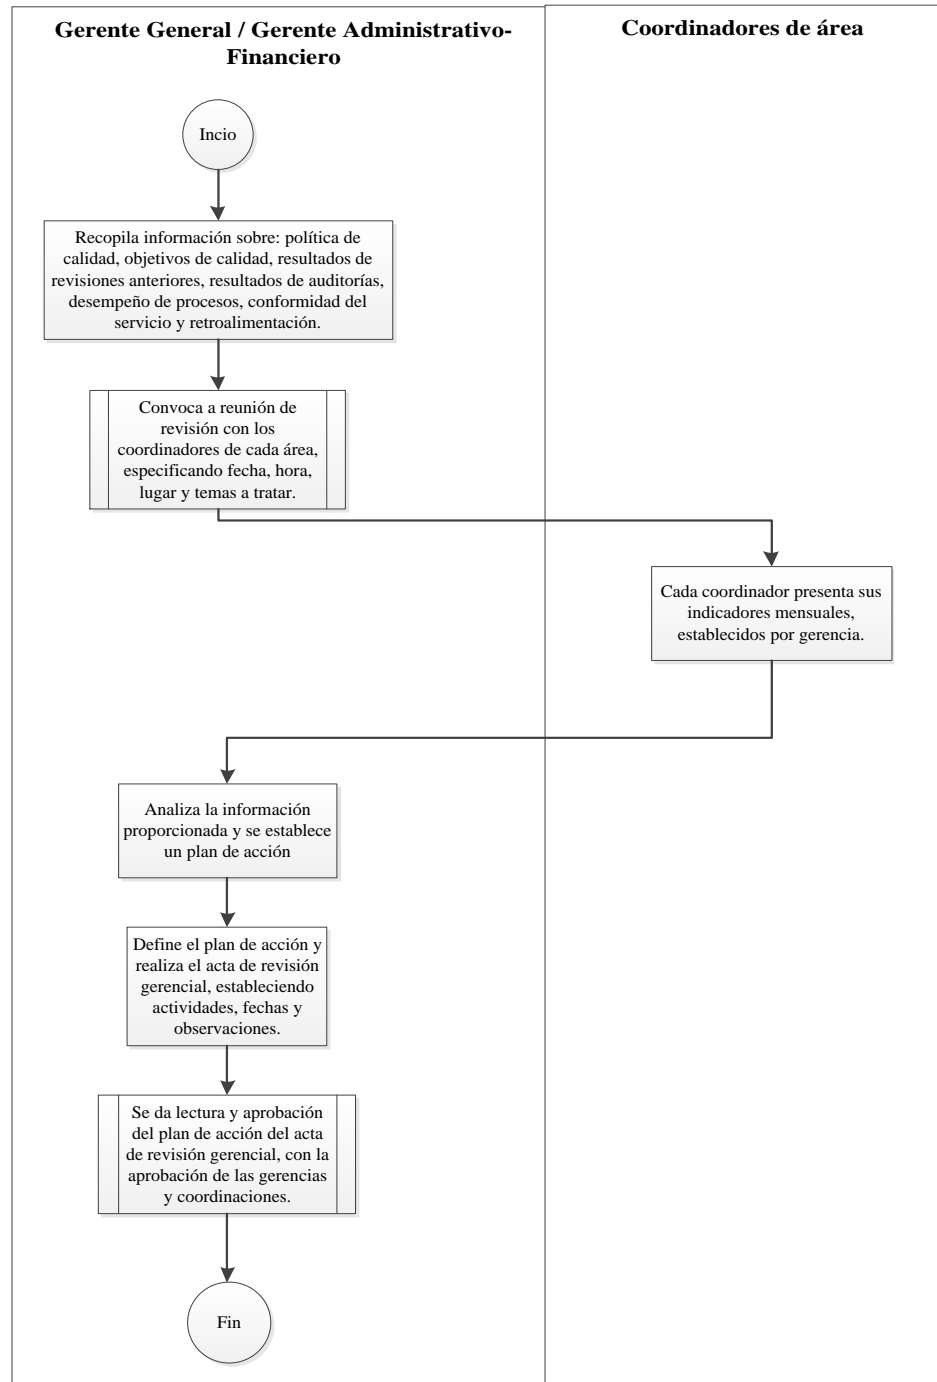 Gerente General / Gerente Administrativo-
Financiero
Coordinadores de área
Incio
Recopila información sobre: política de
calidad, objetivos de calidad, resultados de
revisiones anteriores, resultados de auditorías,
desempeño de procesos, conformidad del
servicio y retroalimentación.
Convoca a reunión de
revisión con los
coordinadores de cada área,
especificando fecha, hora,
lugar y temas a tratar.
Cada coordinador presenta sus
indicadores mensuales,
establecidos por gerencia.
Analiza la información
proporcionada y se establece
un plan de acción
Define el plan de acción y
realiza el acta de revisión
gerencial, estableciendo
actividades, fechas y
observaciones.
Se da lectura y aprobación
del plan de acción del acta
de revisión gerencial, con la
aprobación de las gerencias
y coordinaciones.
Fin